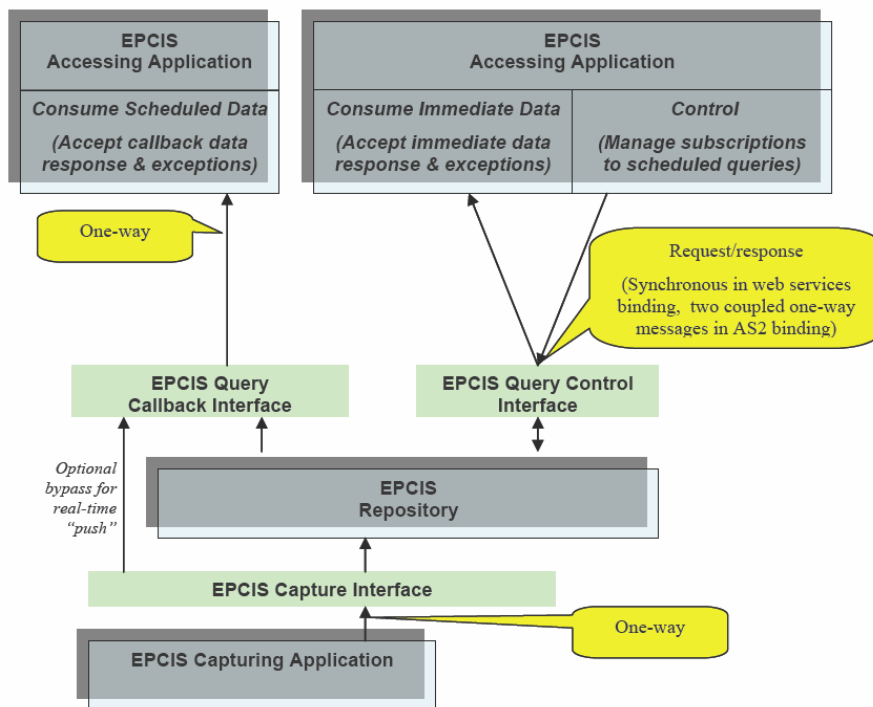 EPCIS
Accessing Application
Consume Scheduled Data
(Accept callback data
response & exceptions)
EPCIS
Accessing Application
Consume Immediate Data
(Accept immediate data
response & exceptions)
Control
(Manage subscriptions
to scheduled queries)
One-way
Request/response
(Synchronous in web services
binding, two coupled one-way
messages in AS2 binding)
EPCIS Query
Callback Interface
EPCIS Query Control
Interface
Optional
bypass for
real-time
“push”
EPCIS
Repository
EPCIS Capture Interface
One-way
EPCIS Capturing Application